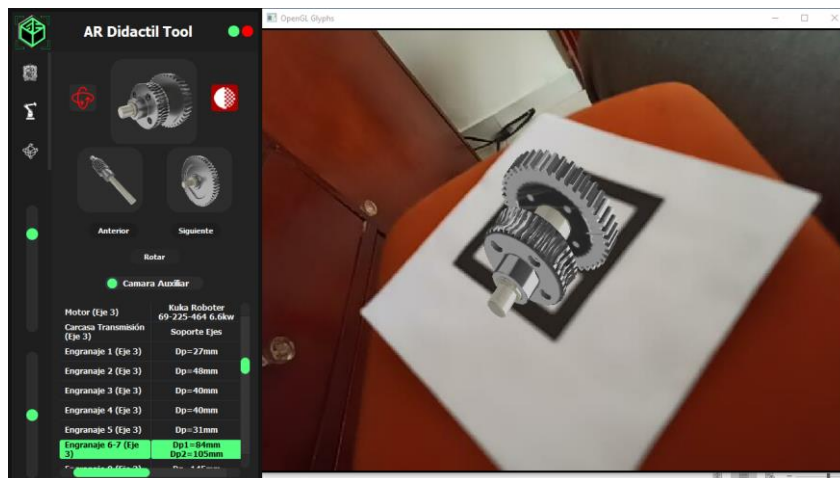 AR Didactil Tool
OpenGL Glyphs
Anterior
Siguiente
Rotar
Camara Auxiliar
Motor (Eje 3)
Kuka Roboter
69-225-464 6.6kw
Carcasa Transmisión
(Eje 3)
Soporte Ejes
Engranaje 1 (Eje 3)
Dp=27mm
Engranaje 2 (Eje 3)
Dp=48mm
Engranaje 3 (Eje 3)
Dp=40mm
Engranaje 4 (Eje 3)
Dp=40mm
Engranaje 5 (Eje 3)
Dp=31mm
Engranaje 6-7 (Eje
3)
Dp1=84mm
Dp2=105mm